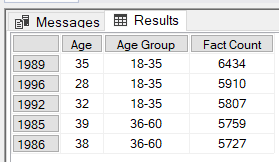 Messages Results
Age Age Group Fact Count
1989 35 18-35 6434
1996 28 18-35 5910
1992 32 18-35 5807
1985 39 36-60 5759
1986 38 36-60 5727